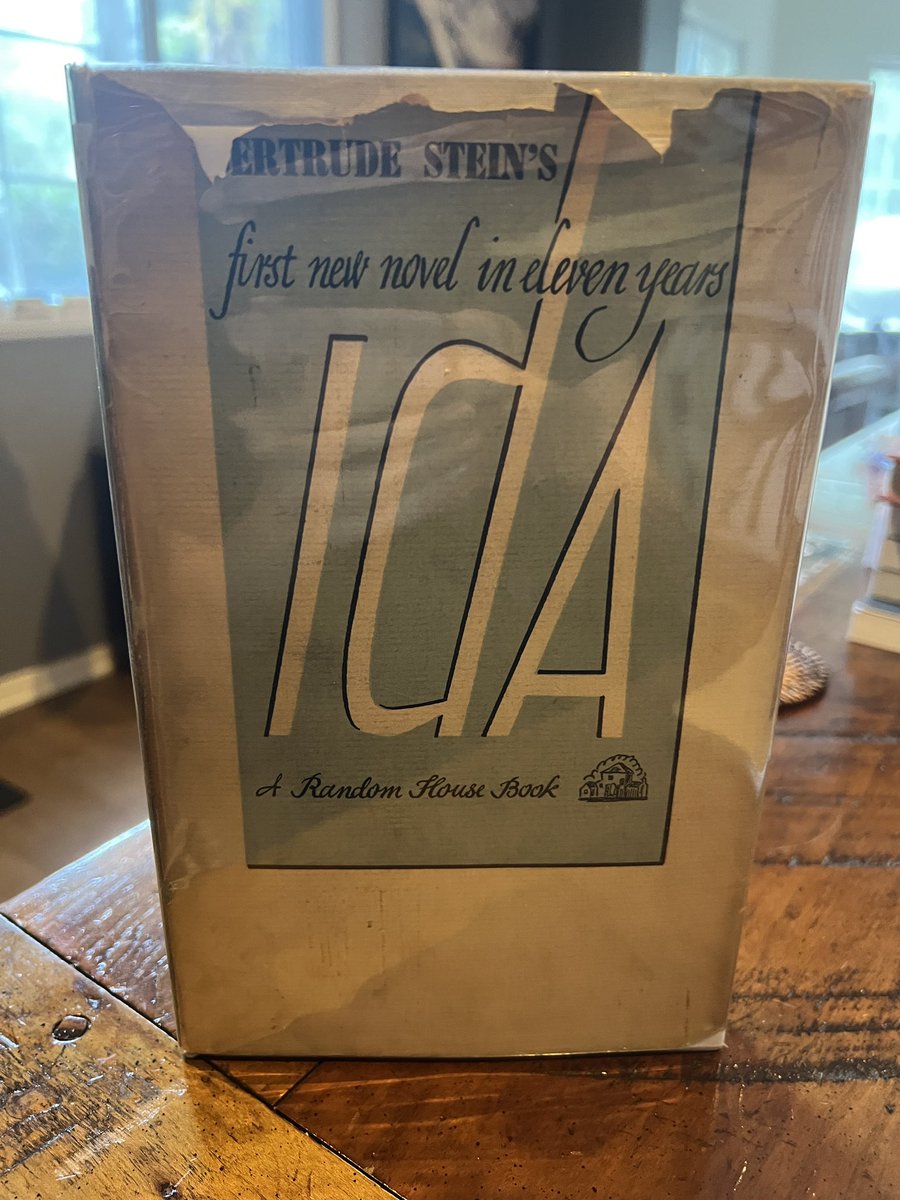 ERTRUDE STEIN'S
first new novel in eleven years
IdA
A Random House Book